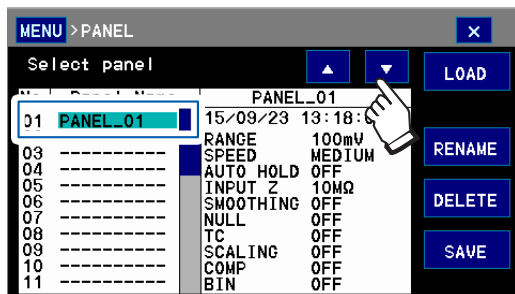 MENU >PANEL ×
Select panel ▲ ▼ LOAD
PANEL_01
01 PANEL_01 15/09/23 13:18:
RANGE 100mV
03 ---------- SPEED MEDIUM RENAME
04 ---------- AUTO HOLD OFF
05 ---------- INPUT Z 10MΩ
06 ---------- SMOOTHING OFF DELETE
07 ---------- NULL OFF
08 ---------- TC OFF
09 ---------- SCALING OFF SAVE
10 ---------- COMP OFF
11 ---------- BIN OFF